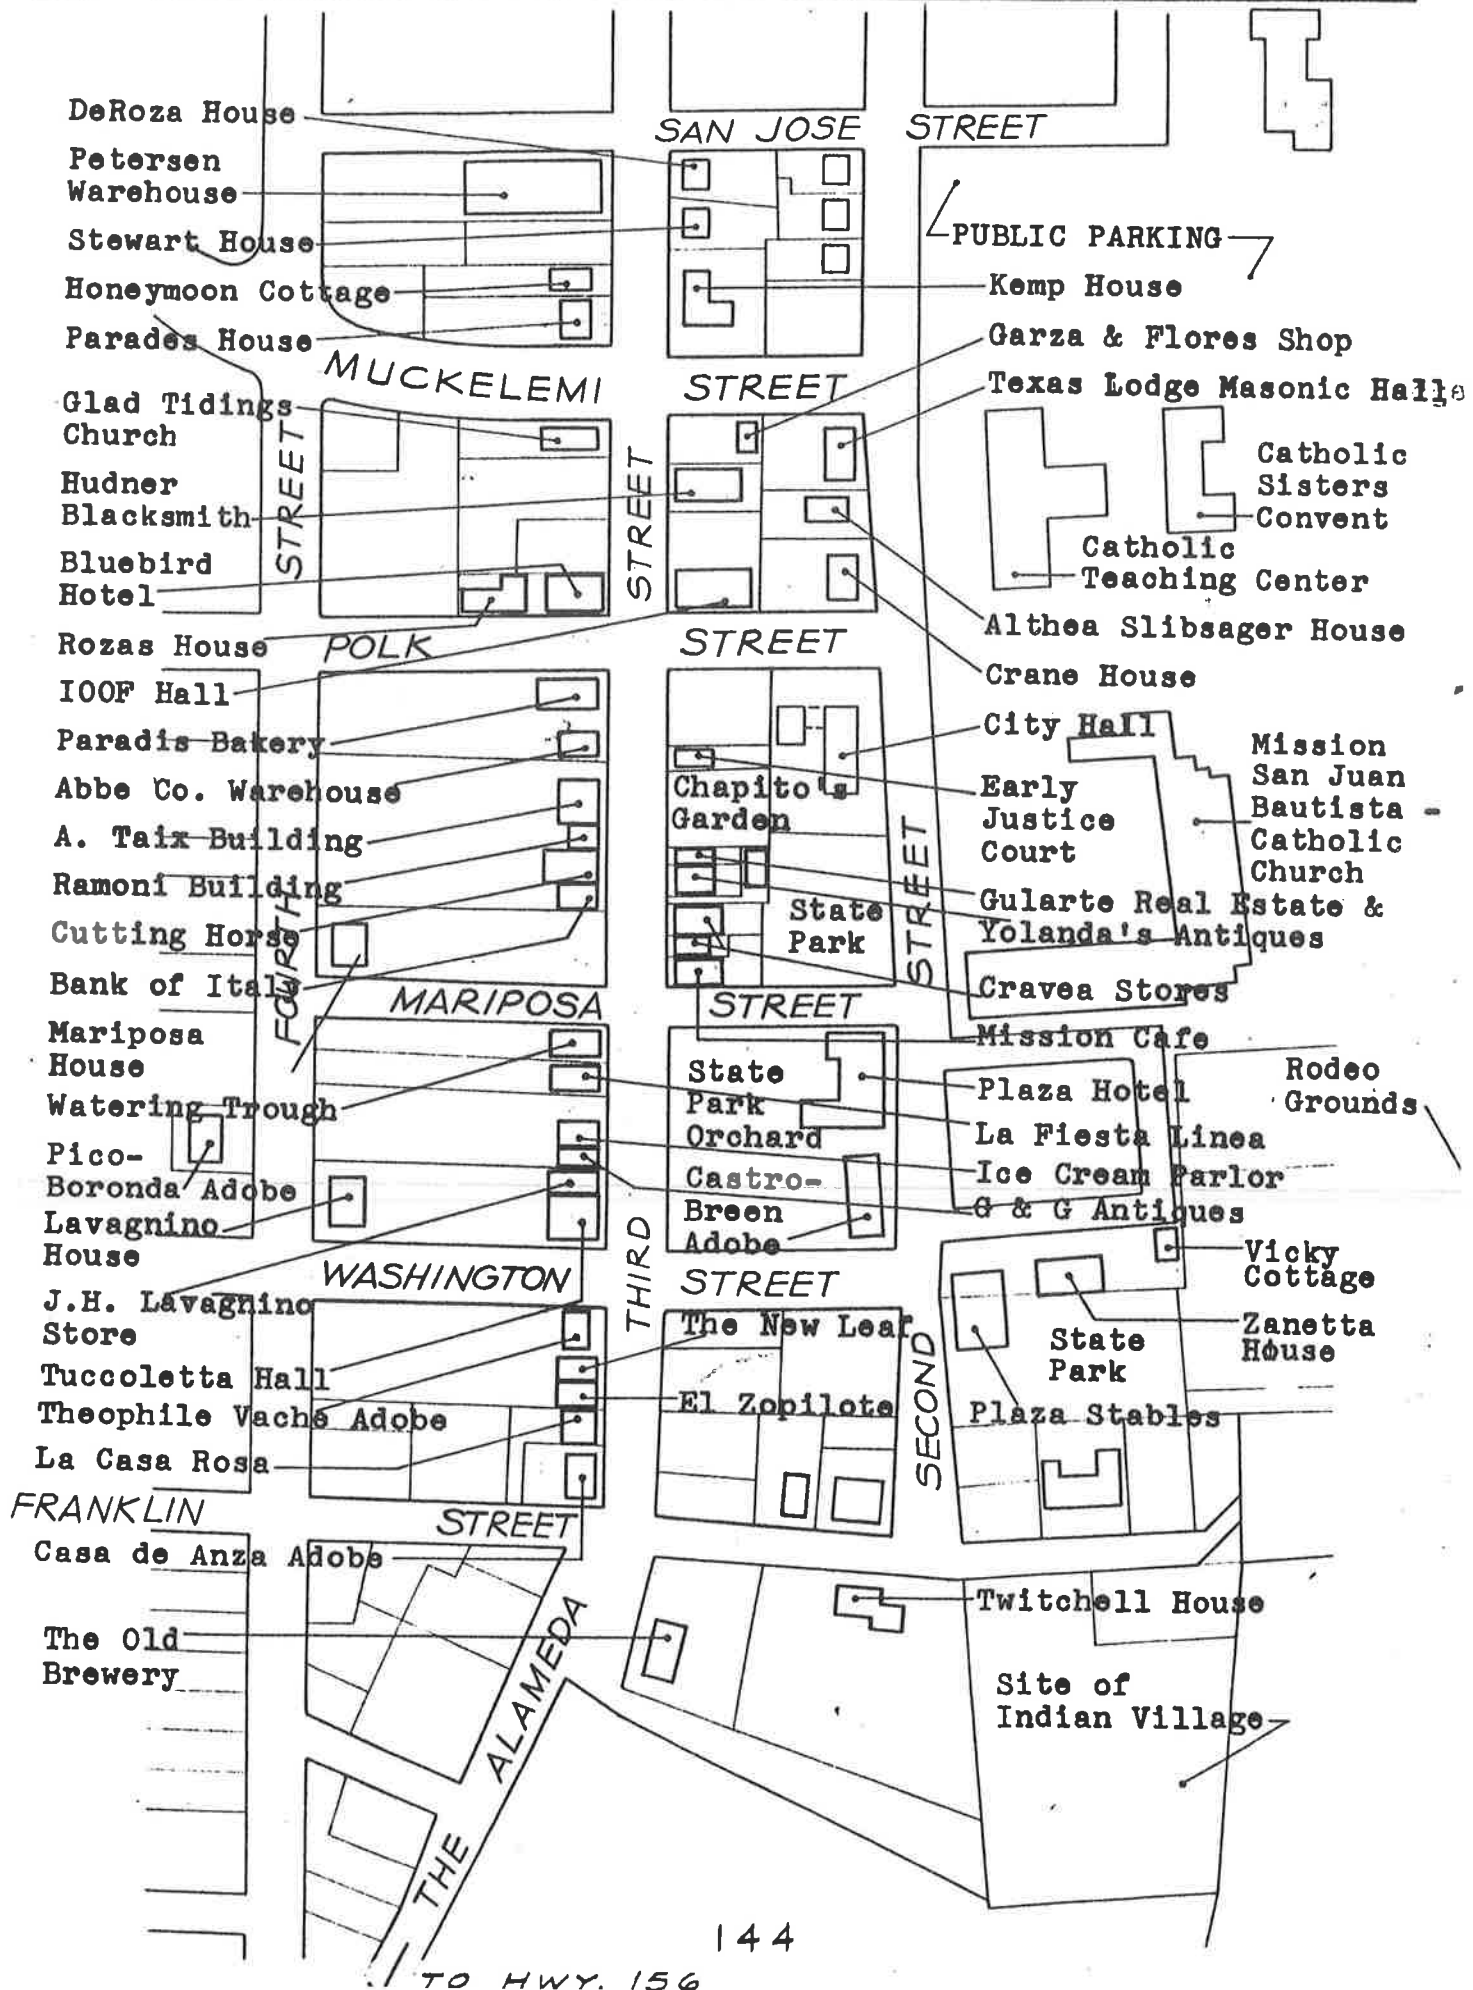 DeRoza House
SAN JOSE STREET
Petersen
Warehouse
PUBLIC PARKING
Stewart House
Kemp House
Honeymoon Cottage
Parades House
Garza & Flores Shop
MUCKELEMI STREET
Texas Lodge Masonic Hall
Glad Tidings
Church
STREET
STREET
Catholic
Sisters
Convent
Hudner
Blacksmith
Catholic
Teaching Center
Bluebird
Hotel
Althea Slibsager House
Rozas House
POLK STREET
Crane House
IOOF Hall
City Hall
Paradis Bakery
Mission
San Juan
Bautista -
Catholic
Church
Abbe Co. Warehouse
Chapito's
Garden
Early
Justice
Court
A. Taix Building
STREET
Ramoni Building
Gularte Real Estate &
Yolanda's Antiques
State
Park
Cutting Horse
FOURTH
Bank of Italy
Cravea Stores
MARIPOSA STREET
Mariposa
House
Mission Cafe
State
Park
Orchard
Plaza Hotel
Rodeo
Grounds
Watering Trough
La Fiesta Linea
Pico-
Boronda Adobe
Ice Cream Parlor
Castro-
Breen
Adobe
G & G Antiques
Lavagnino
House
THIRD
Vicky
Cottage
WASHINGTON STREET
J.H. Lavagnino
Store
The New Leaf
Zanetta
House
State
Park
SECOND
Tuccoletta Hall
El Zopilote
Plaza Stables
Theophile Vache Adobe
La Casa Rosa
FRANKLIN STREET
Casa de Anza Adobe
Twitchell House
The Old
Brewery
Site of
Indian Village
THE ALAMEDA
144
TO HWY. 156